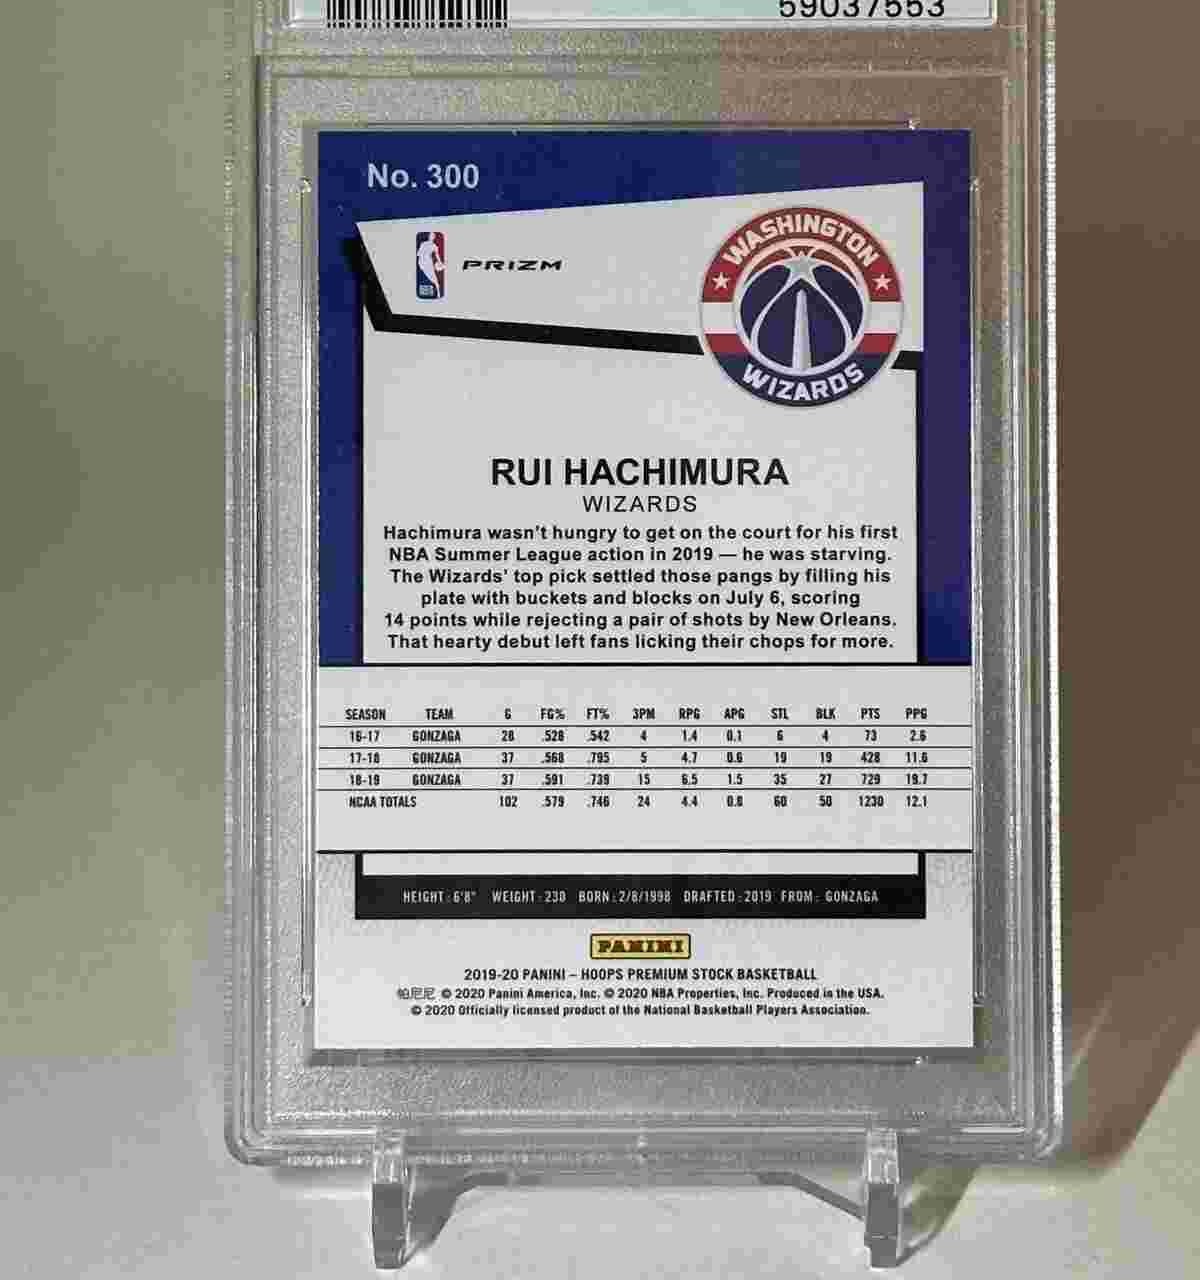 59037553
No. 300
PRIZM
WASHINGTON
WIZARDS
RUI HACHIMURA
WIZARDS
Hachimura wasn't hungry to get on the court for his first
NBA Summer League action in 2019 — he was starving.
The Wizards' top pick settled those pangs by filling his
plate with buckets and blocks on July 6, scoring
14 points while rejecting a pair of shots by New Orleans.
That hearty debut left fans licking their chops for more.
SEASON TEAM G FG% FT% 3PM RPG APG STL BLK PTS PPG
16-17 GONZAGA 28 .528 .542 4 1.4 0.1 6 4 73 2.6
17-18 GONZAGA 37 .568 .795 5 4.7 0.6 19 19 428 11.6
18-19 GONZAGA 37 .591 .739 15 6.5 1.5 35 27 729 19.7
NCAA TOTALS 102 .579 .746 24 4.4 0.8 60 50 1230 12.1
HEIGHT: 6'8" WEIGHT: 230 BORN: 2/8/1998 DRAFTED: 2019 FROM: GONZAGA
PANINI
2019-20 PANINI – HOOPS PREMIUM STOCK BASKETBALL
帕尼尼 © 2020 Panini America, Inc. © 2020 NBA Properties, Inc. Produced in the USA.
© 2020 Officially licensed product of the National Basketball Players Association.